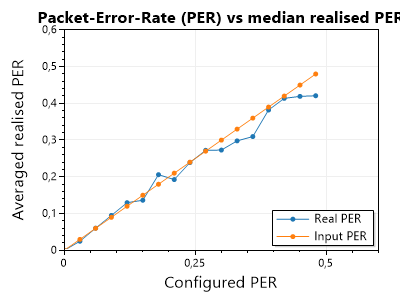 Packet-Error-Rate (PER) vs median realised PER
0,6
0,5
0,4
0,3
0,2
0,1
0
0
0,25
0,5
Averaged realised PER
Configured PER
Real PER
Input PER